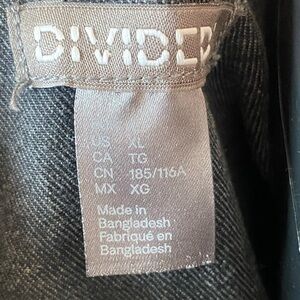 DIVIDED
US XL
CA TG
CN 185/116A
MX XG
Made in
Bangladesh
Fabriqué en
Bangladesh